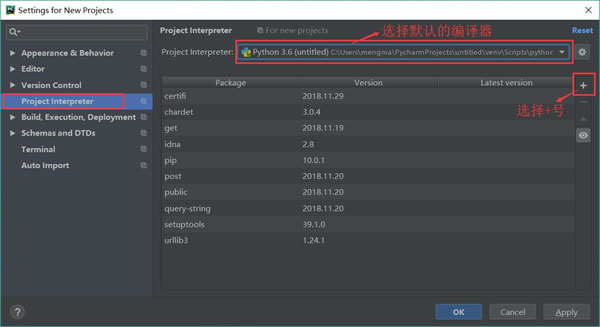 Settings for New Projects
Project Interpreter
For new projects
Reset
选择默认的编译器
Appearance & Behavior
Editor
Version Control
Project Interpreter
Build, Execution, Deployment
Schemas and DTDs
Terminal
Auto Import
Project Interpreter:
Python 3.6 (untitled) C:\Users\mengma\PycharmProjects\untitled\venv\Scripts\python
Package Version Latest version
certifi 2018.11.29
chardet 3.0.4
get 2018.11.19
idna 2.8
pip 10.0.1
post 2018.11.20
public 2018.11.20
query-string 2018.11.20
setuptools 39.1.0
urllib3 1.24.1
选择+号
OK
Cancel
Apply